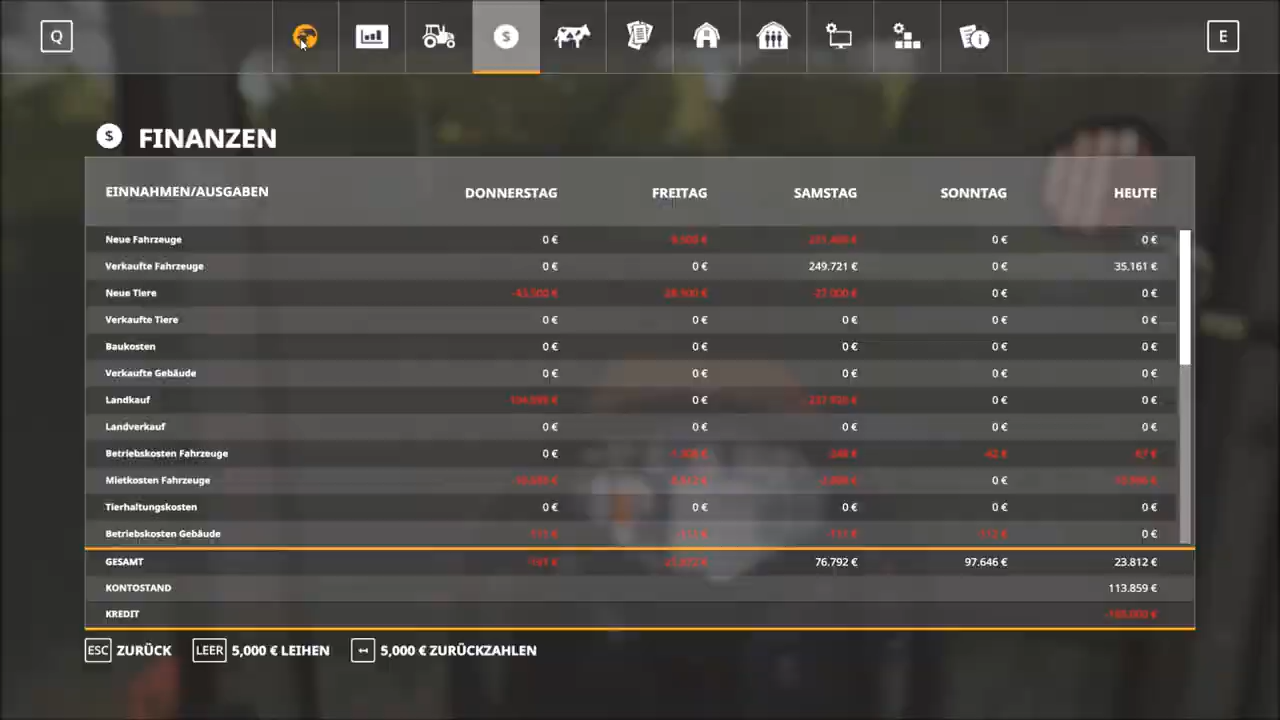 Q
E
FINANZEN
EINNAHMEN/AUSGABEN DONNERSTAG FREITAG SAMSTAG SONNTAG HEUTE
Neue Fahrzeuge 0 € 0 € 0 €
Verkaufte Fahrzeuge 0 € 0 € 249.721 € 0 € 35.161 €
Neue Tiere -43.500 € -27.000 € 0 € 0 €
Verkaufte Tiere 0 € 0 € 0 € 0 € 0 €
Baukosten 0 € 0 € 0 € 0 € 0 €
Verkaufte Gebäude 0 € 0 € 0 € 0 € 0 €
Landkauf 0 € 0 € 0 €
Landverkauf 0 € 0 € 0 € 0 € 0 €
Betriebskosten Fahrzeuge 0 €
Mietkosten Fahrzeuge 0 €
Tierhaltungskosten 0 € 0 € 0 € 0 € 0 €
Betriebskosten Gebäude 0 €
GESAMT 76.792 € 97.646 € 23.812 €
KONTOSTAND 113.859 €
KREDIT
ESC ZURÜCK LEER 5,000 € LEIHEN ↔ 5,000 € ZURÜCKZAHLEN